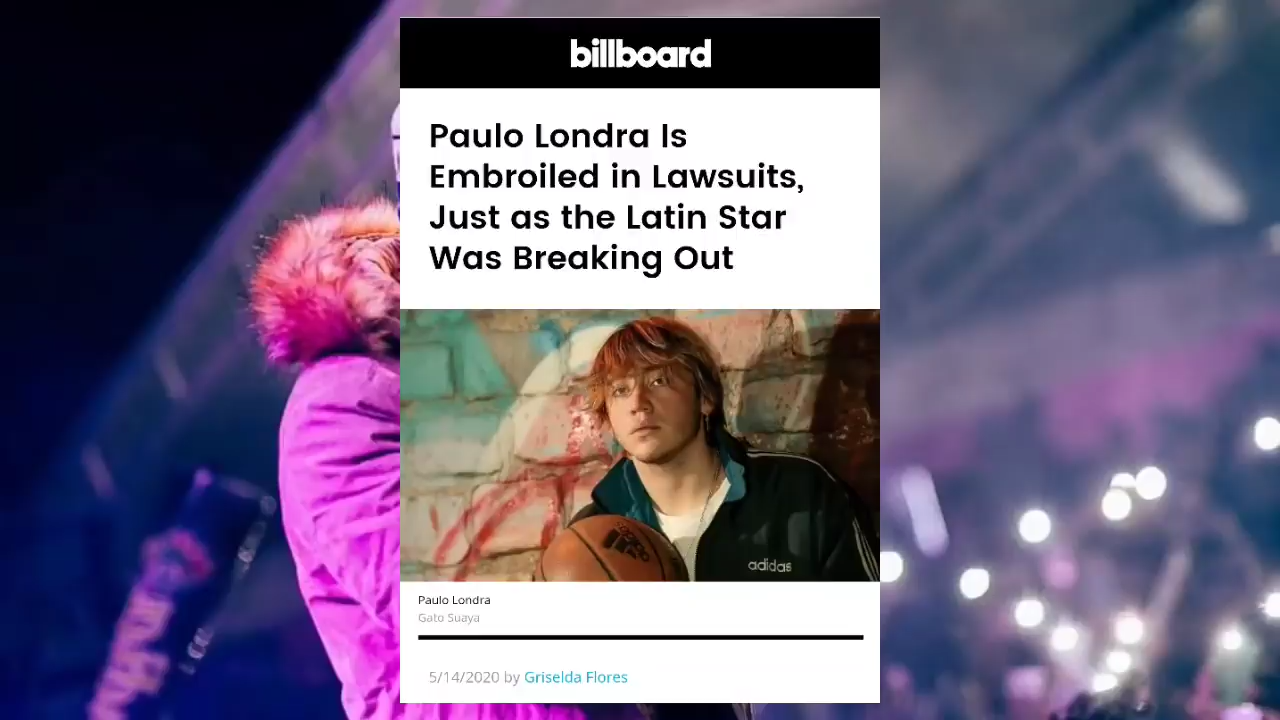 billboard
Paulo Londra Is
Embroiled in Lawsuits,
Just as the Latin Star
Was Breaking Out
adidas
adidas
Paulo Londra
Gato Suaya
5/14/2020 by Griselda Flores